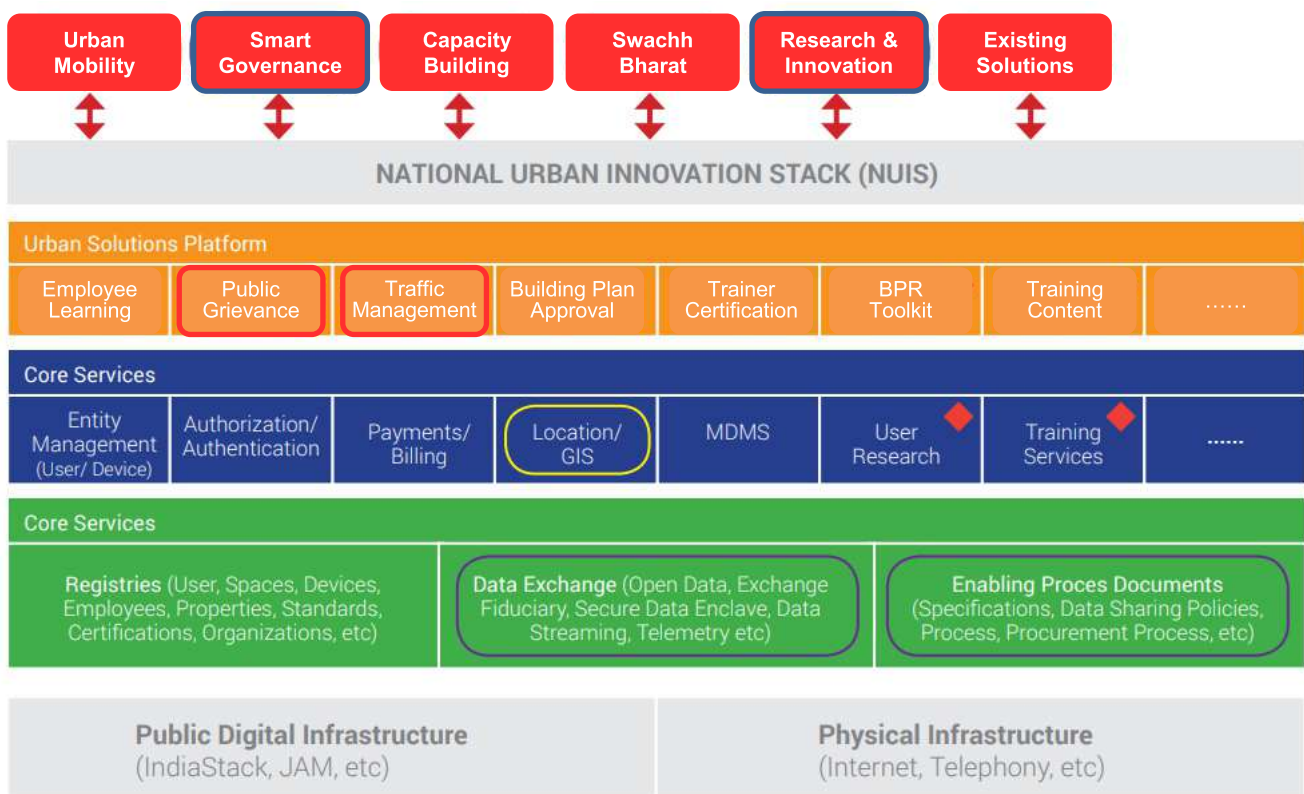 Urban
Mobility
Smart
Governance
Capacity
Building
Swachh
Bharat
Research &
Innovation
Existing
Solutions
NATIONAL URBAN INNOVATION STACK (NUIS)
Urban Solutions Platform
Employee
Learning
Public
Grievance
Traffic
Management
Building Plan
Approval
Trainer
Certification
BPR
Toolkit
Training
Content
......
Core Services
Entity
Management
(User/ Device)
Authorization/
Authentication
Payments/
Billing
Location/
GIS
MDMS
User
Research
Training
Services
......
Core Services
Registries (User, Spaces, Devices,
Employees, Properties, Standards,
Certifications, Organizations, etc)
Data Exchange (Open Data, Exchange
Fiduciary, Secure Data Enclave, Data
Streaming, Telemetry etc)
Enabling Proces Documents
(Specifications, Data Sharing Policies,
Process, Procurement Process, etc)
Public Digital Infrastructure
(IndiaStack, JAM, etc)
Physical Infrastructure
(Internet, Telephony, etc)